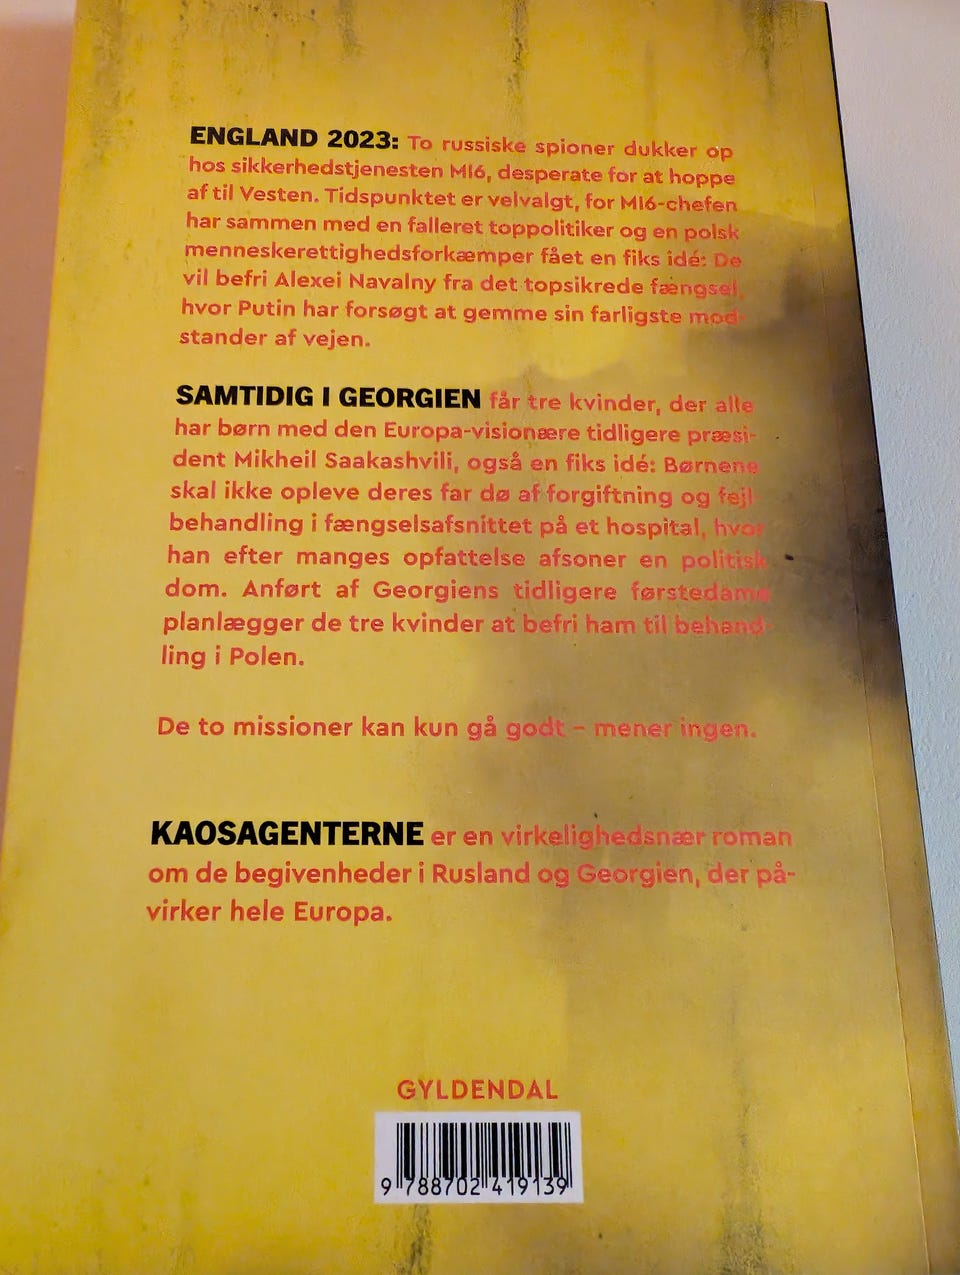 ENGLAND 2023: To russiske spioner dukker op
hos sikkerhedstjenesten MI6, desperate for at hoppe
af til Vesten. Tidspunktet er velvalgt, for MI6-chefen
har sammen med en falleret toppolitiker og en polsk
menneskerettighedsforkæmper fået en fiks idé: De
vil befri Alexei Navalny fra det topsikrede fængsel,
hvor Putin har forsøgt at gemme sin farligste mod-
stander af vejen.
SAMTIDIG I GEORGIEN får tre kvinder, der alle
har børn med den Europa-visionære tidligere præsi-
dent Mikheil Saakashvili, også en fiks idé: Børnene
skal ikke opleve deres far dø af forgiftning og fejl-
behandling i fængselsafsnittet på et hospital, hvor
han efter manges opfattelse afsoner en politisk
dom. Anført af Georgiens tidligere førstedame
planlægger de tre kvinder at befri ham til behand-
ling i Polen.
De to missioner kan kun gå godt – mener ingen.
KAOSAGENTERNE er en virkelighedsnær roman
om de begivenheder i Rusland og Georgien, der på-
virker hele Europa.
GYLDENDAL
9 788702 419139